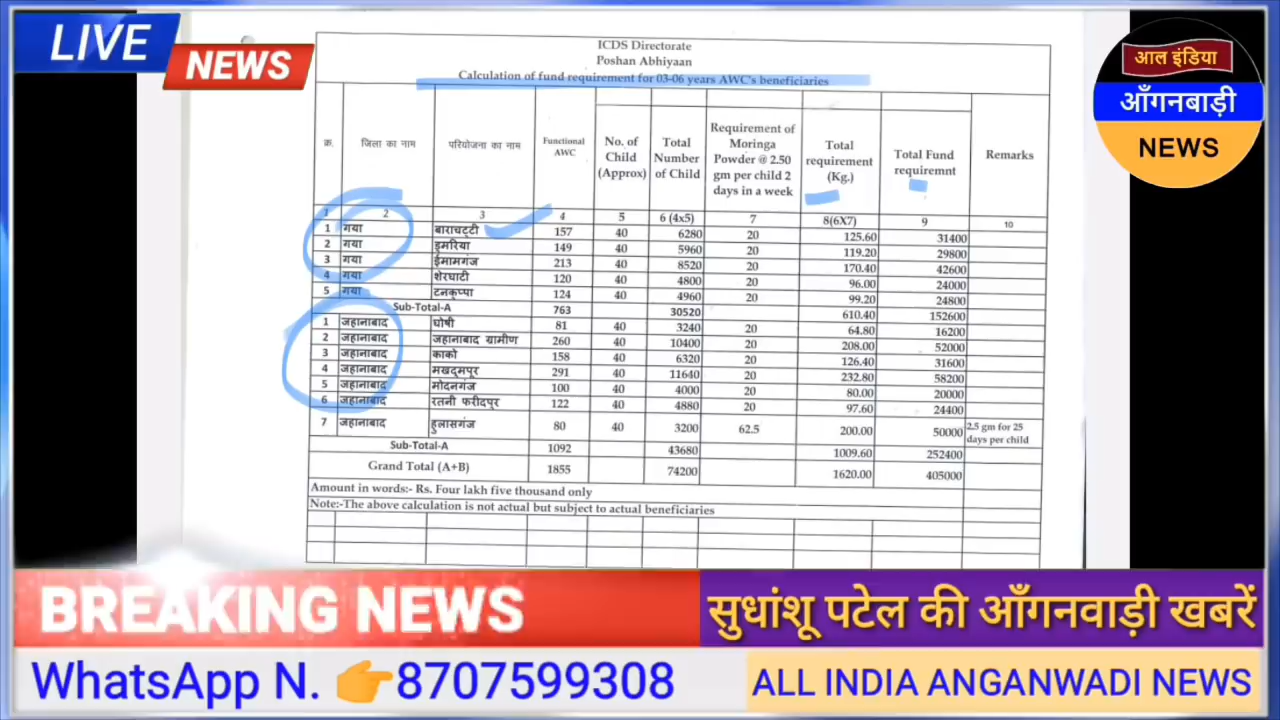 LIVE
NEWS
आल इंडिया
आँगनबाड़ी
NEWS
ICDS Directorate
Poshan Abhiyaan
Calculation of fund requirement for 03-06 years AWC's beneficiaries
क्र. जिला का नाम परियोजना का नाम Functional AWC No. of Child (Approx) Total Number of Child Requirement of Moringa Powder @ 2.50 gm per child 2 days in a week Total requirement (Kg.) Total Fund requiremnt Remarks
1 2 3 4 5 6 (4x5) 7 8(6X7) 9 10
1 गया बाराचट्टी 157 40 6280 20 125.60 31400
2 गया डुमरिया 149 40 5960 20 119.20 29800
3 गया ईमामगंज 213 40 8520 20 170.40 42600
4 गया शेरघाटी 120 40 4800 20 96.00 24000
5 गया टनकुप्पा 124 40 4960 20 99.20 24800
Sub-Total-A 763 30520 610.40 152600
1 जहानाबाद घोषी 81 40 3240 20 64.80 16200
2 जहानाबाद जहानाबाद ग्रामीण 260 40 10400 20 208.00 52000
3 जहानाबाद काको 158 40 6320 20 126.40 31600
4 जहानाबाद मखदुमपूर 291 40 11640 20 232.80 58200
5 जहानाबाद मोदनगंज 100 40 4000 20 80.00 20000
6 जहानाबाद रतनी फरीदपुर 122 40 4880 20 97.60 24400
7 जहानाबाद हुलासगंज 80 40 3200 62.5 200.00 50000 2.5 gm for 25 days per child
Sub-Total-A 1092 43680 1009.60 252400
Grand Total (A+B) 1855 74200 1620.00 405000
Amount in words:- Rs. Four lakh five thousand only
Note:-The above calculation is not actual but subject to actual beneficiaries
BREAKING NEWS
सुधांशू पटेल की आँगनवाड़ी खबरें
WhatsApp N. 👉8707599308
ALL INDIA ANGANWADI NEWS